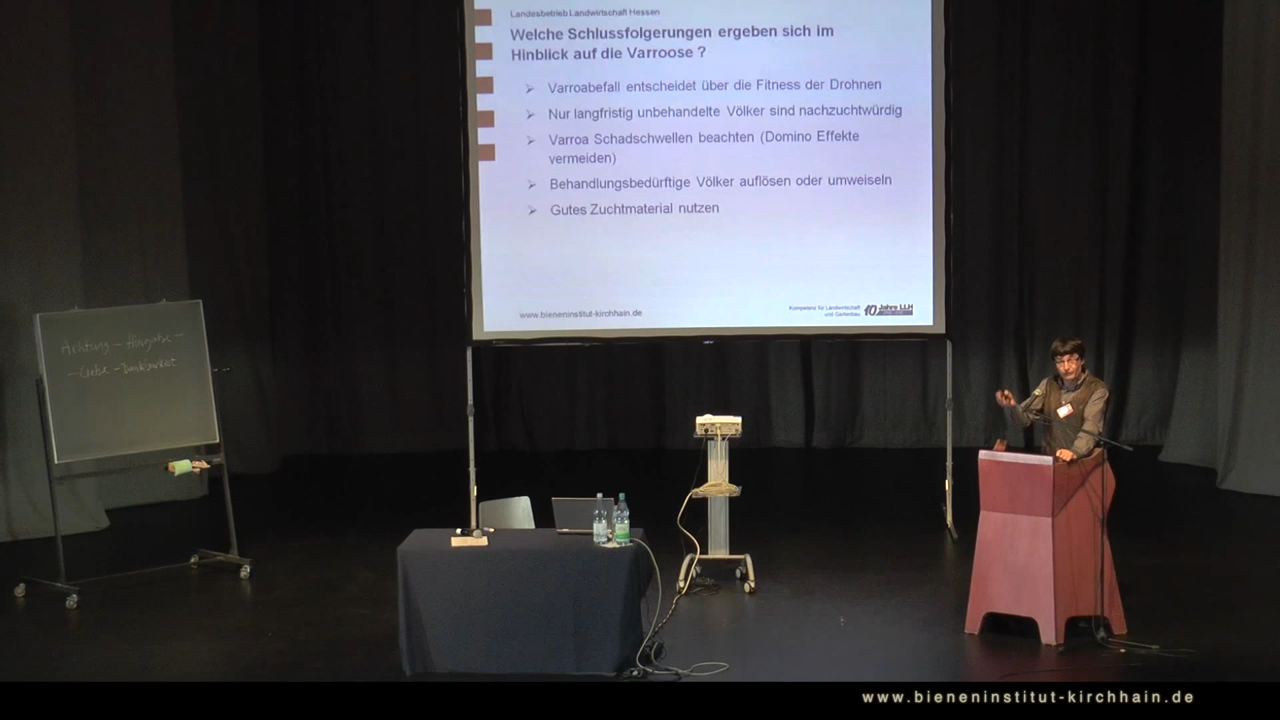 Landesbetrieb Landwirtschaft Hessen
Welche Schlussfolgerungen ergeben sich im
Hinblick auf die Varroose ?
Varroabefall entscheidet über die Fitness der Drohnen
Nur langfristig unbehandelte Völker sind nachzuchtwürdig
Varroa Schadschwellen beachten (Domino Effekte
vermeiden)
Behandlungsbedürftige Völker auflösen oder umweiseln
Gutes Zuchtmaterial nutzen
www.bieneninstitut-kirchhain.de
Kompetenz für Landwirtschaft
und Gartenbau
10 Jahre LLH
Achtung –
– Liebe – Dankbarkeit
www.bieneninstitut-kirchhain.de